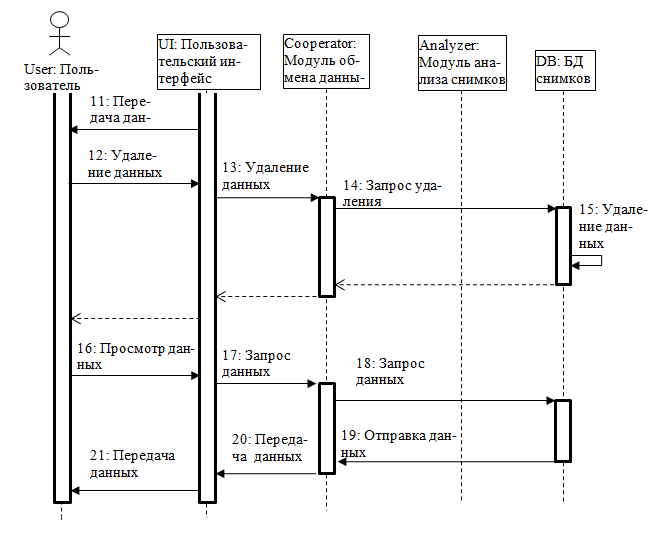 User: Поль-
зователь
UI: Пользова-
тельский ин-
терфейс
Cooperator:
Модуль об-
мена данны-
Analyzer:
Модуль ана-
лиза снимков
DB: БД
снимков
11: Пере-
дача дан-
12: Удале-
ние данных
13: Удаление
данных
14: Запрос уда-
ления
15: Удале-
ние дан-
ных
16: Просмотр дан-
ных
17: Запрос
данных
18: Запрос
данных
19: Отправка дан-
ных
20: Переда-
ча данных
21: Передача
данных